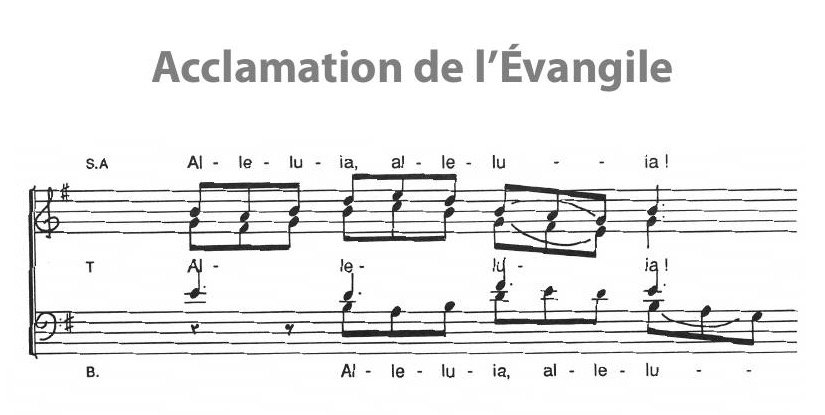 Acclamation de l'Évangile
S.A Al - le - lu - ia, al - le - lu - - ia !
T Al - le - lu - ia !
B. Al - le - lu - ia, al - le - lu - -